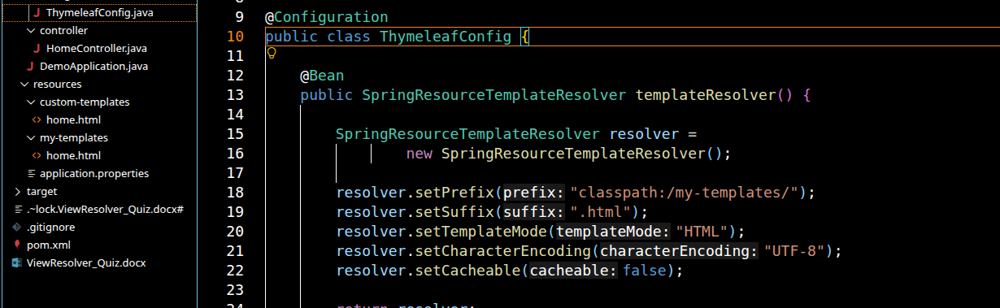 ThymeleafConfig.java
controller
HomeController.java
DemoApplication.java
resources
custom-templates
home.html
my-templates
home.html
application.properties
target
.~lock.ViewResolver_Quiz.docx#
.gitignore
pom.xml
ViewResolver_Quiz.docx
9 @Configuration
10 public class ThymeleafConfig {
11
12 @Bean
13 public SpringResourceTemplateResolver templateResolver() {
14
15 SpringResourceTemplateResolver resolver =
16 new SpringResourceTemplateResolver();
17
18 resolver.setPrefix(prefix: "classpath:/my-templates/");
19 resolver.setSuffix(suffix: ".html");
20 resolver.setTemplateMode(templateMode: "HTML");
21 resolver.setCharacterEncoding(characterEncoding: "UTF-8");
22 resolver.setCacheable(cacheable: false);
23
24 return resolver;